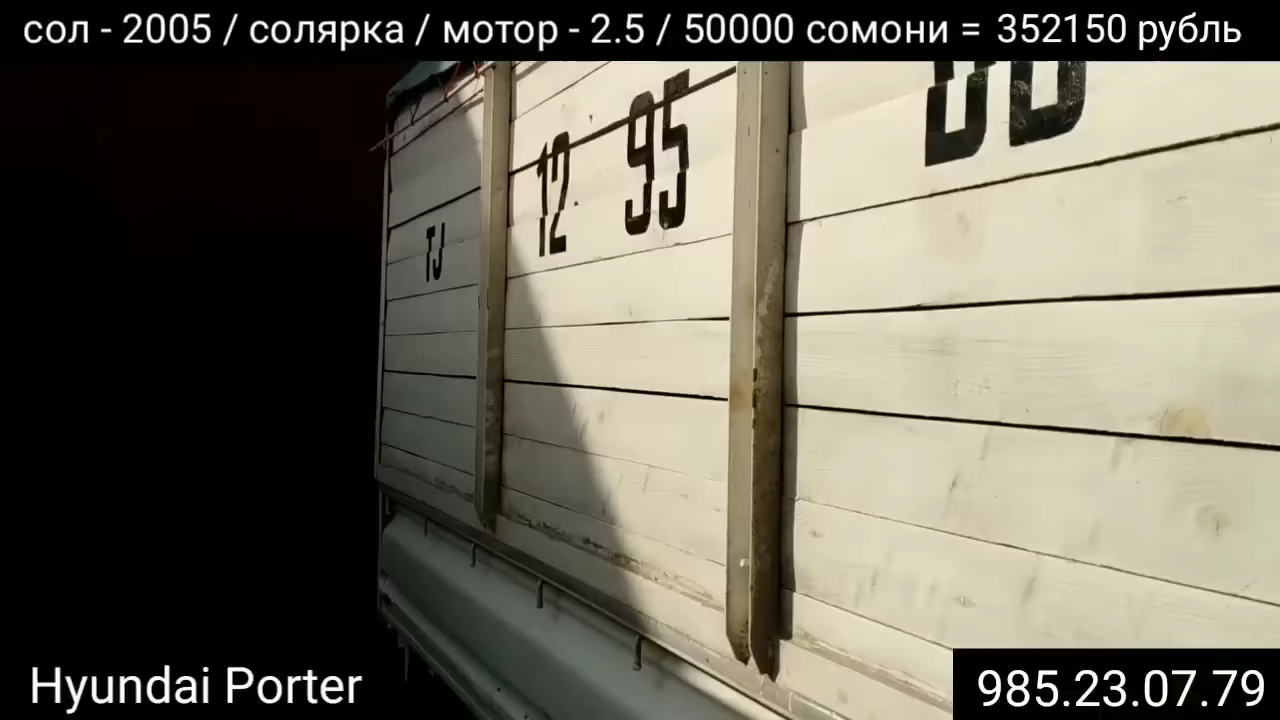 сол - 2005 / солярка / мотор - 2.5 / 50000 сомони = 352150 рубль
TJ 12 95
Hyundai Porter
985.23.07.79